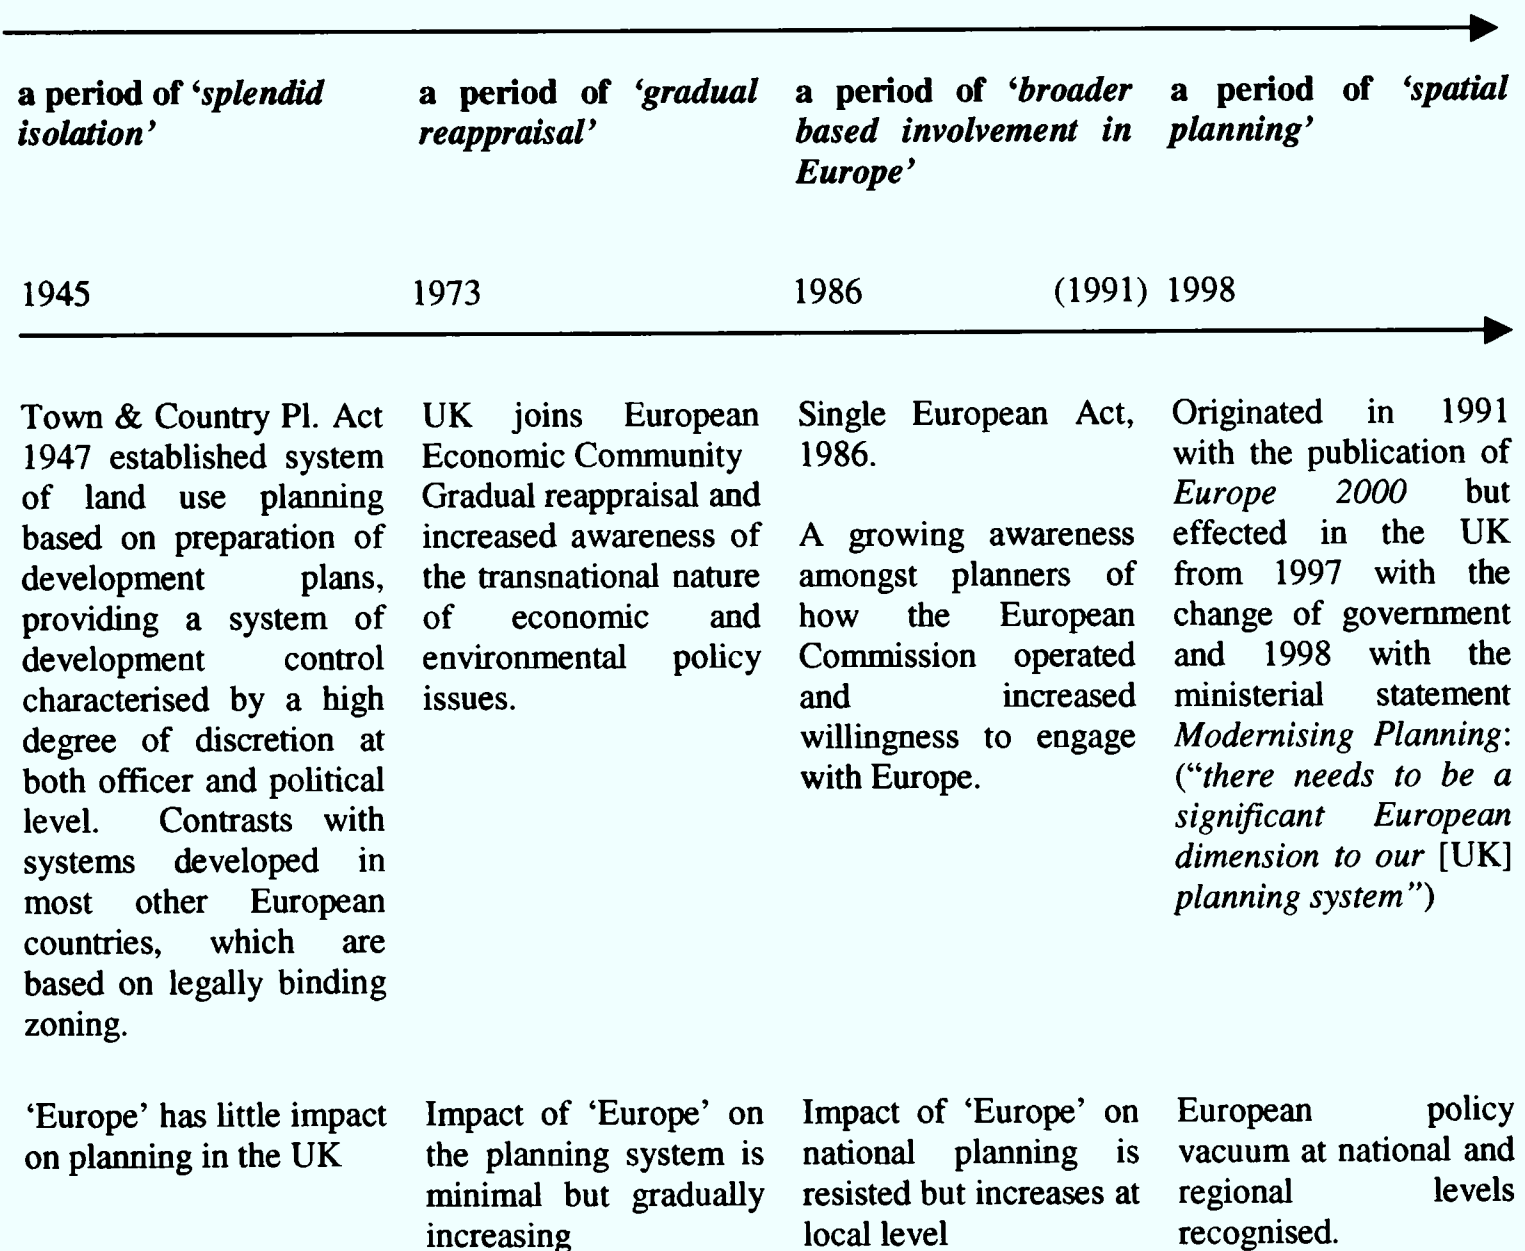 a period of ‘splendid
isolation’
a period of ‘gradual
reappraisal’
a period of ‘broader
based involvement in
Europe’
a period of ‘spatial
planning’
1945
1973
1986
(1991)
1998
Town & Country Pl. Act
1947 established system
of land use planning
based on preparation of
development plans,
providing a system of
development control
characterised by a high
degree of discretion at
both officer and political
level. Contrasts with
systems developed in
most other European
countries, which are
based on legally binding
zoning.
UK joins European
Economic Community
Gradual reappraisal and
increased awareness of
the transnational nature
of economic and
environmental policy
issues.
Single European Act,
1986.
A growing awareness
amongst planners of
how the European
Commission operated
and increased
willingness to engage
with Europe.
Originated in 1991
with the publication of
Europe 2000 but
effected in the UK
from 1997 with the
change of government
and 1998 with the
ministerial statement
Modernising Planning:
(“there needs to be a
significant European
dimension to our [UK]
planning system”)
‘Europe’ has little impact
on planning in the UK
Impact of ‘Europe’ on
the planning system is
minimal but gradually
increasing
Impact of ‘Europe’ on
national planning is
resisted but increases at
local level
European policy
vacuum at national and
regional levels
recognised.